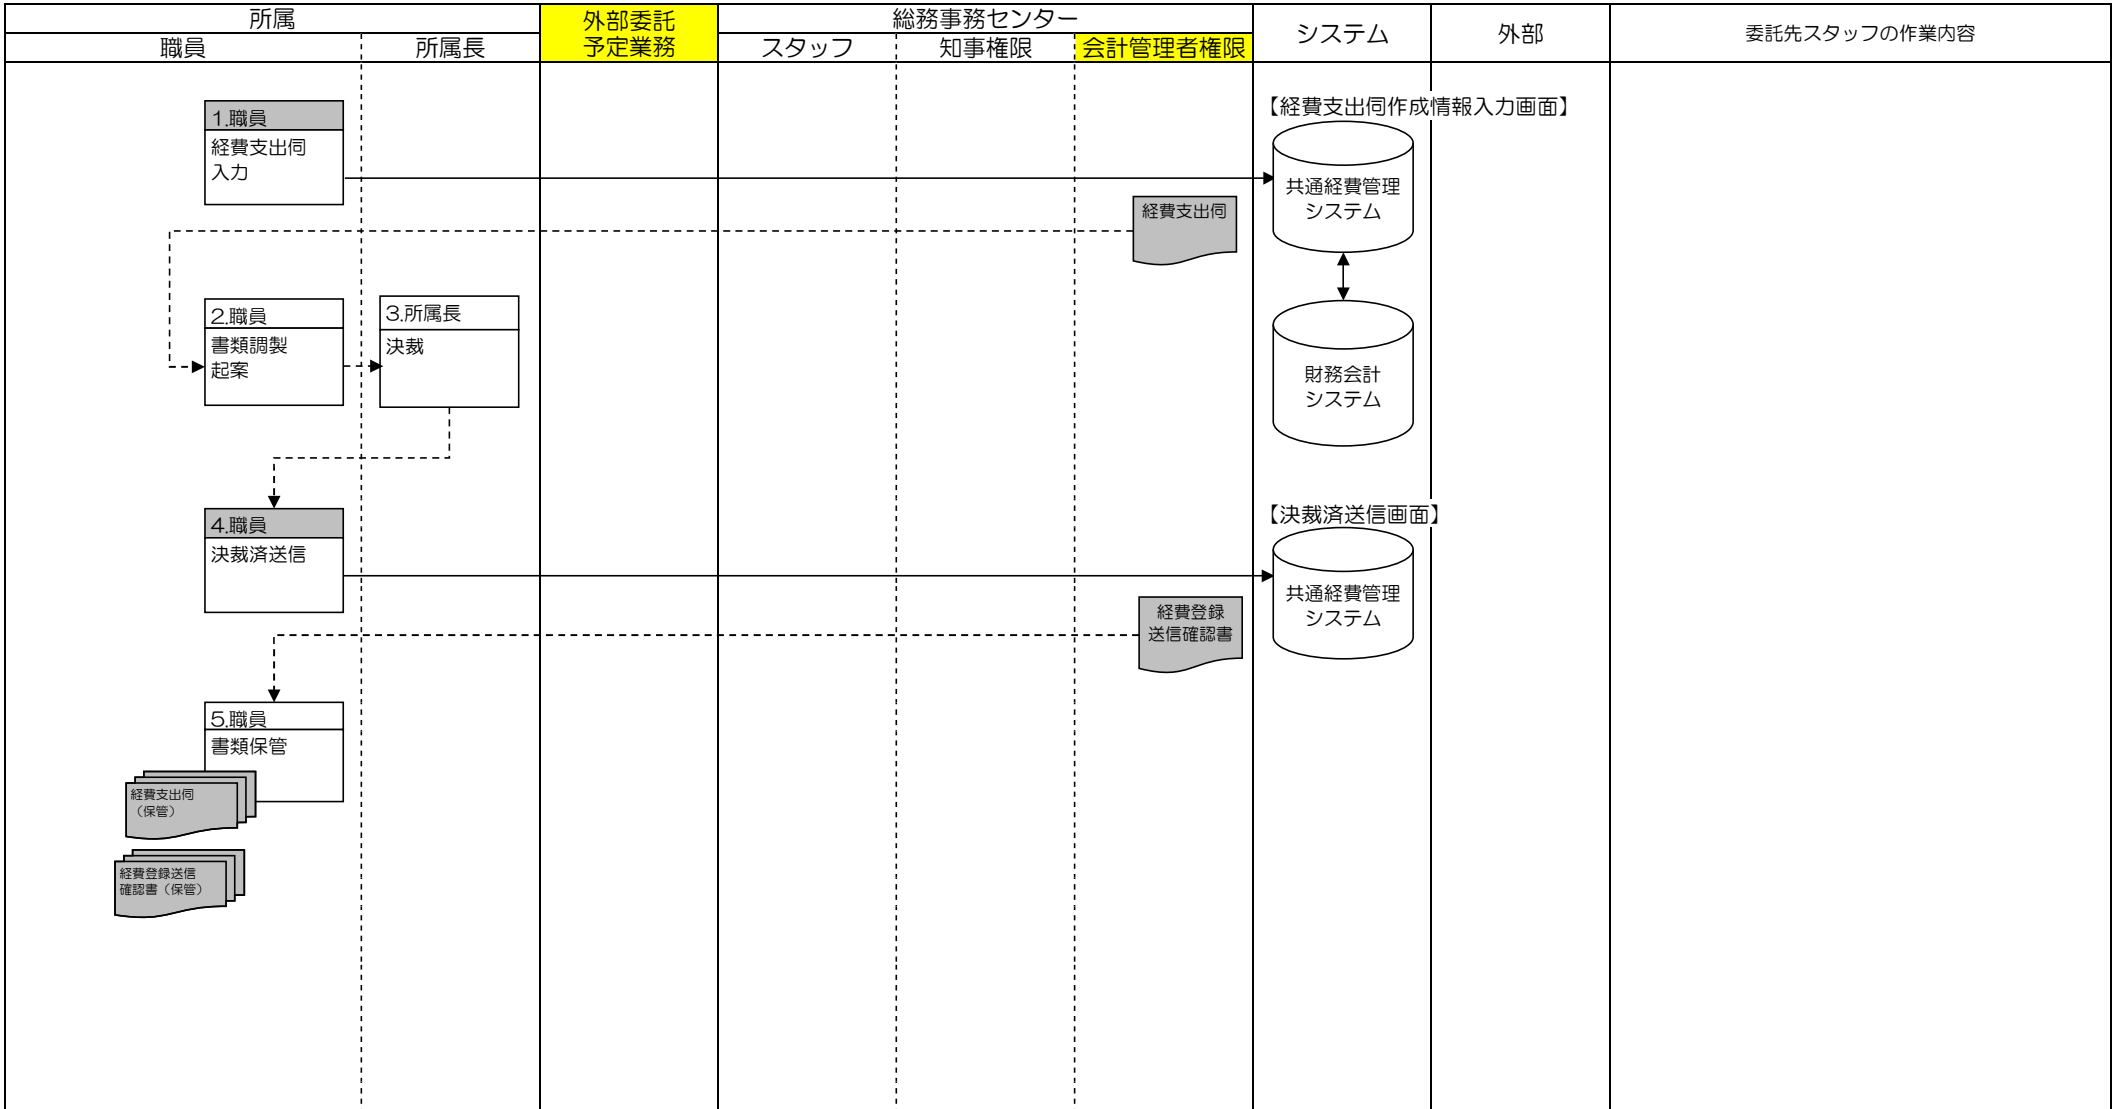 所属
外部委託
予定業務
総務事務センター
システム
外部
委託先スタッフの作業内容
職員
所属長
スタッフ
知事権限
会計管理者権限
【経費支出伺作成情報入力画面】
1.職員
経費支出伺
入力
共通経費管理
システム
経費支出伺
2.職員
書類調製
起案
3.所属長
決裁
財務会計
システム
【決裁済送信画面】
4.職員
決裁済送信
共通経費管理
システム
経費登録
送信確認書
5.職員
書類保管
経費支出伺
（保管）
経費登録送信
確認書（保管）